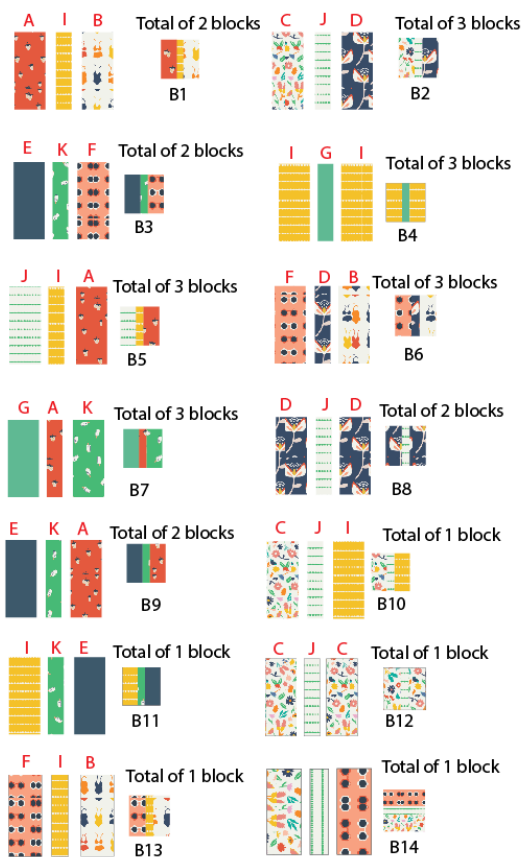 A I B Total of 2 blocks
B1
C J D Total of 3 blocks
B2
E K F Total of 2 blocks
B3
I G I Total of 3 blocks
B4
J I A Total of 3 blocks
B5
F D B Total of 3 blocks
B6
G A K Total of 3 blocks
B7
D J D Total of 2 blocks
B8
E K A Total of 2 blocks
B9
C J I Total of 1 block
B10
I K E Total of 1 block
B11
C J C Total of 1 block
B12
F I B Total of 1 block
B13
Total of 1 block
B14